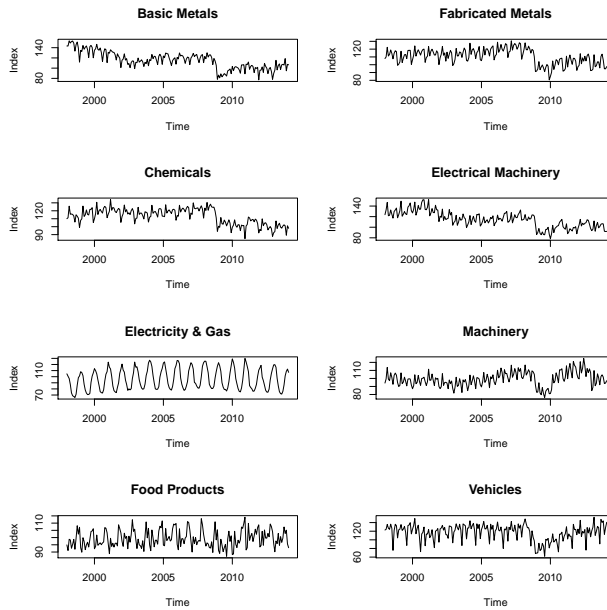 Basic Metals
Index
80
140
2000
2005
2010
Time
Fabricated Metals
Index
80
120
2000
2005
2010
Time
Chemicals
Index
90
120
2000
2005
2010
Time
Electrical Machinery
Index
80
140
2000
2005
2010
Time
Electricity & Gas
Index
70
110
2000
2005
2010
Time
Machinery
Index
80
110
2000
2005
2010
Time
Food Products
Index
90
110
2000
2005
2010
Time
Vehicles
Index
60
120
2000
2005
2010
Time